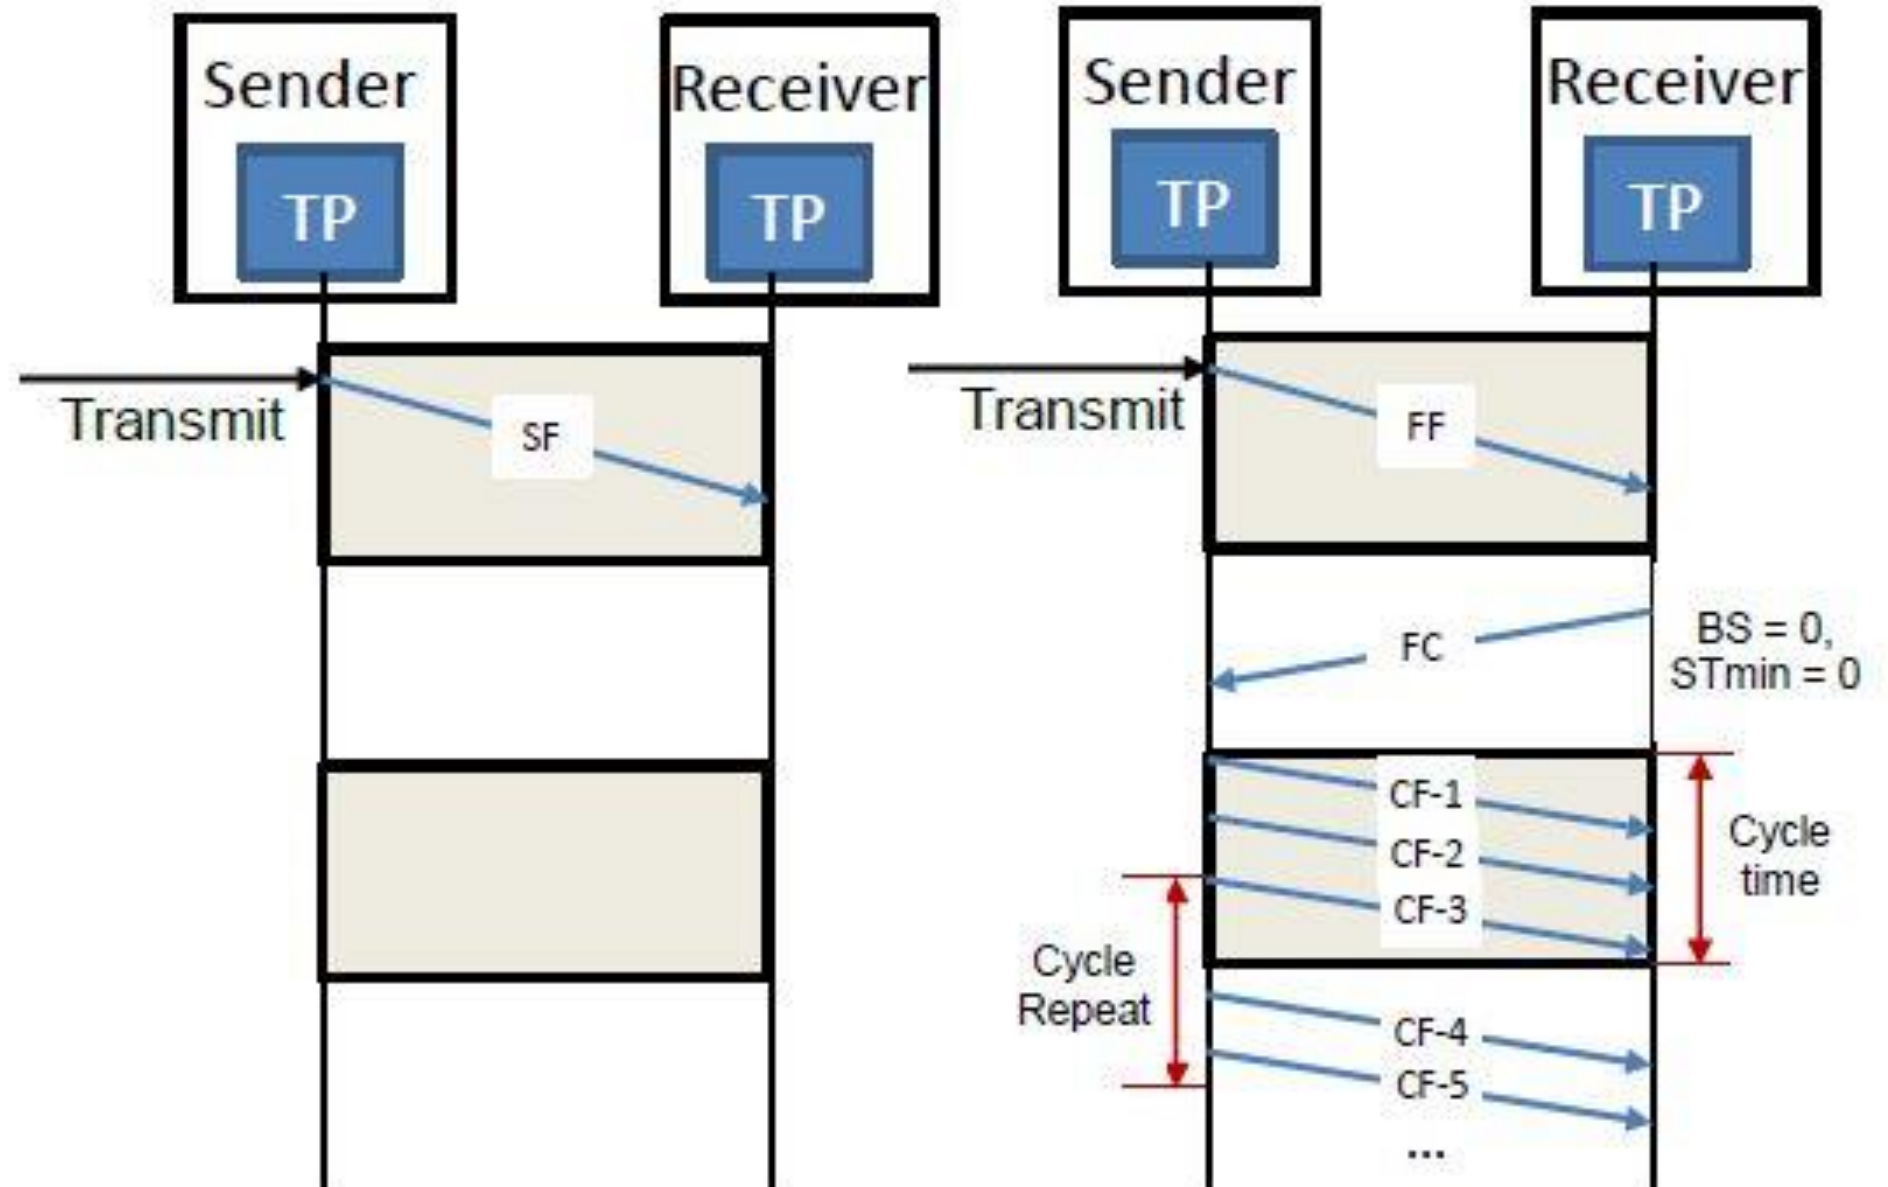 Sender
TP
Receiver
TP
Transmit
SF
Sender
TP
Receiver
TP
Transmit
FF
FC
BS = 0,
STmin = 0
CF-1
CF-2
CF-3
Cycle
time
Cycle
Repeat
CF-4
CF-5
...